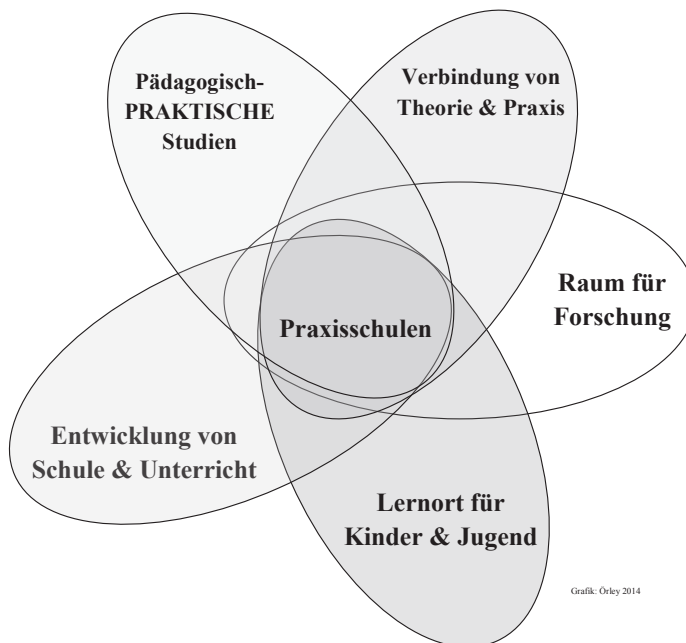 Pädagogisch-
PRAKTISCHE
Studien
Verbindung von
Theorie & Praxis
Raum für
Forschung
Praxisschulen
Entwicklung von
Schule & Unterricht
Lernort für
Kinder & Jugend
Grafik: Örley 2014